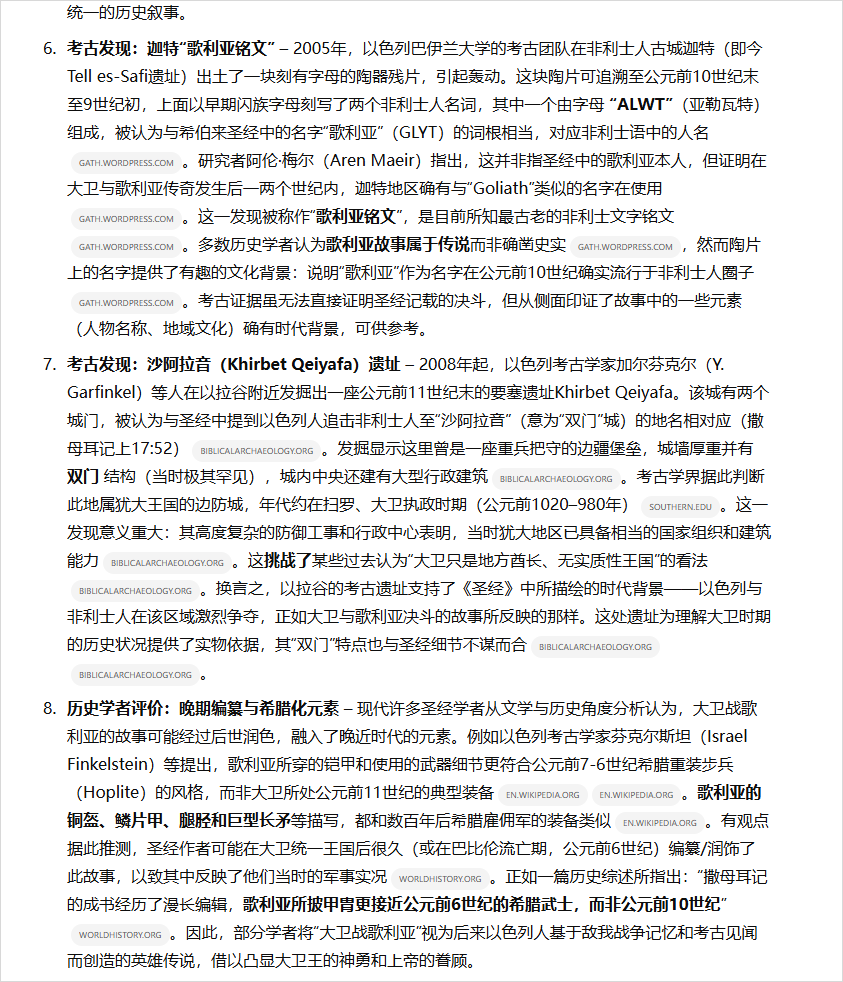 统一的历史叙事。
6. 考古发现：迦特“歌利亚铭文” – 2005年，以色列巴伊兰大学的考古团队在非利士人古城迦特（即今
Tell es-Safi遗址）出土了一块刻有字母的陶器残片，引起轰动。这块陶片可追溯至公元前10世纪末
至9世纪初，上面以早期闪族字母刻写了两个非利士人名词，其中一个由字母 “ALWT”（亚勒瓦特）
组成，被认为与希伯来圣经中的名字“歌利亚”（GLYT）的词根相当，对应非利士语中的人名
GATH.WORDPRESS.COM 。研究者阿伦·梅尔（Aren Maeir）指出，这并非指圣经中的歌利亚本人，但证明在
大卫与歌利亚传奇发生后一两个世纪内，迦特地区确有与“Goliath”类似的名字在使用
GATH.WORDPRESS.COM 。这一发现被称作“歌利亚铭文”，是目前所知最古老的非利士文字铭文
GATH.WORDPRESS.COM 。多数历史学者认为歌利亚故事属于传说而非确凿史实 GATH.WORDPRESS.COM ，然而陶片
上的名字提供了有趣的文化背景：说明“歌利亚”作为名字在公元前10世纪确实流行于非利士人圈子
GATH.WORDPRESS.COM 。考古证据虽无法直接证明圣经记载的决斗，但从侧面印证了故事中的一些元素
（人物名称、地域文化）确有时代背景，可供参考。
7. 考古发现：沙阿拉音（Khirbet Qeiyafa）遗址 – 2008年起，以色列考古学家加尔芬克尔（Y.
Garfinkel）等人在以拉谷附近发掘出一座公元前11世纪末的要塞遗址Khirbet Qeiyafa。该城有两个
城门，被认为与圣经中提到以色列人追击非利士人至“沙阿拉音”（意为“双门”城）的地名相对应（撒
母耳记上17:52） BIBLICALARCHAEOLOGY.ORG 。发掘显示这里曾是一座重兵把守的边疆堡垒，城墙厚重并有
双门 结构（当时极其罕见），城内中央还建有大型行政建筑 BIBLICALARCHAEOLOGY.ORG 。考古学界据此判断
此地属犹大王国的边防城，年代约在扫罗、大卫执政时期（公元前1020–980年） SOUTHERN.EDU 。这一
发现意义重大：其高度复杂的防御工事和行政中心表明，当时犹大地区已具备相当的国家组织和建筑
能力 BIBLICALARCHAEOLOGY.ORG 。这挑战了某些过去认为“大卫只是地方酋长、无实质性王国”的看法
BIBLICALARCHAEOLOGY.ORG 。换言之，以拉谷的考古遗址支持了《圣经》中所描绘的时代背景——以色列与
非利士人在该区域激烈争夺，正如大卫与歌利亚决斗的故事所反映的那样。这处遗址为理解大卫时期
的历史状况提供了实物依据，其“双门”特点也与圣经细节不谋而合 BIBLICALARCHAEOLOGY.ORG
BIBLICALARCHAEOLOGY.ORG 。
8. 历史学者评价：晚期编纂与希腊化元素 – 现代许多圣经学者从文学与历史角度分析认为，大卫战歌
利亚的故事可能经过后世润色，融入了晚近时代的元素。例如以色列考古学家芬克尔斯坦（Israel
Finkelstein）等提出，歌利亚所穿的铠甲和使用的武器细节更符合公元前7-6世纪希腊重装步兵
（Hoplite）的风格，而非大卫所处公元前11世纪的典型装备 EN.WIKIPEDIA.ORG EN.WIKIPEDIA.ORG 。歌利亚的
铜盔、鳞片甲、腿胫和巨型长矛等描写，都和数百年后希腊雇佣军的装备类似 EN.WIKIPEDIA.ORG 。有观点
据此推测，圣经作者可能在大卫统一王国后很久（或在巴比伦流亡期，公元前6世纪）编纂/润饰了
此故事，以致其中反映了他们当时的军事实况 WORLDHISTORY.ORG 。正如一篇历史综述所指出：“撒母耳记
的成书经历了漫长编辑，歌利亚所披甲胄更接近公元前6世纪的希腊武士，而非公元前10世纪”
WORLDHISTORY.ORG 。因此，部分学者将“大卫战歌利亚”视为后来以色列人基于敌我战争记忆和考古见闻
而创造的英雄传说，借以凸显大卫王的神勇和上帝的眷顾。